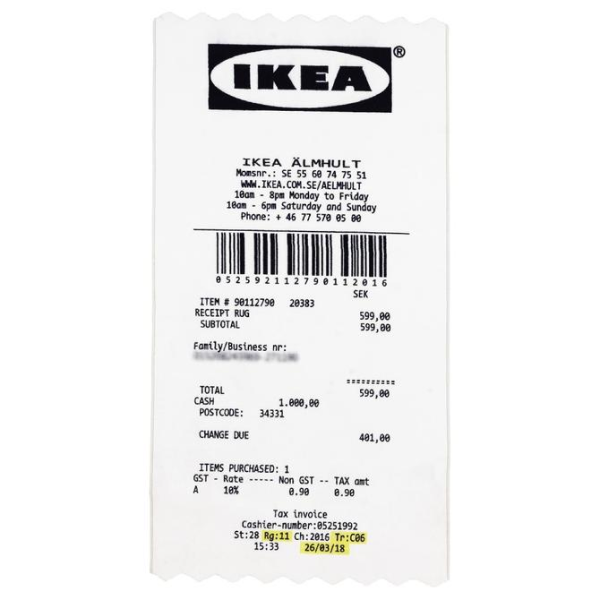 IKEA®
IKEA ÄLMHULT
Momsnr.: SE 55 60 74 75 51
WWW.IKEA.COM.SE/AELMHULT
10am - 8pm Monday to Friday
10am - 6pm Saturday and Sunday
Phone: + 46 77 570 05 00
052592112790112016
SEK
ITEM # 90112790 20383
RECEIPT RUG 599,00
SUBTOTAL 599,00
Family/Business nr:
==========
TOTAL 599,00
CASH 1.000,00
POSTCODE: 34331
CHANGE DUE 401,00
ITEMS PURCHASED: 1
GST - Rate ----- Non GST -- TAX amt
A 10% 0.90 0.90
Tax invoice
Cashier-number:05251992
St:28 Rg:11 Ch:2016 Tr:C06
15:33 26/03/18